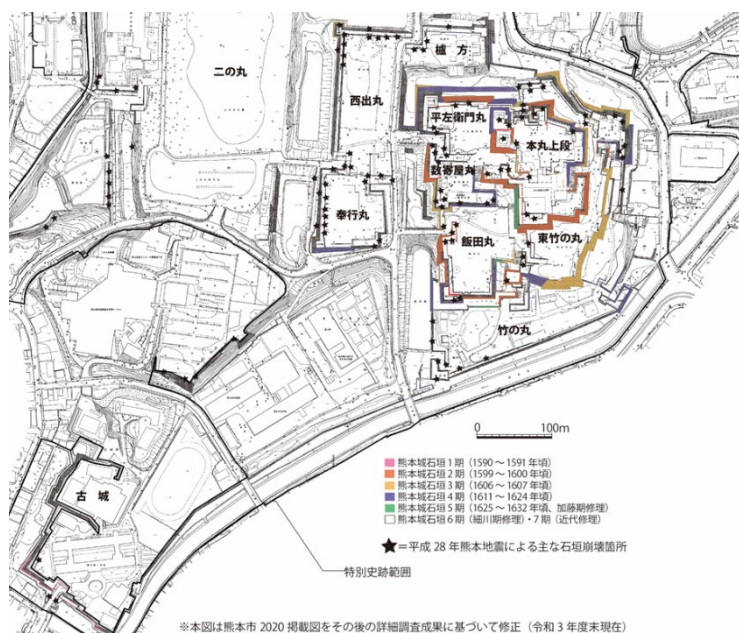 二の丸
櫨方
西出丸
平左衛門丸
本丸上段
数寄屋丸
奉行丸
東竹の丸
飯田丸
竹の丸
0 100m
熊本城石垣1期（1590～1591年頃）
熊本城石垣2期（1599～1600年頃）
熊本城石垣3期（1606～1607年頃）
熊本城石垣4期（1611～1624年頃）
熊本城石垣5期（1625～1632年頃、加藤期修理）
熊本城石垣6期（細川期修理）・7期（近代修理）
古城
★＝平成28年熊本地震による主な石垣崩壊箇所
特別史跡範囲
※本図は熊本市2020掲載図をその後の詳細調査成果に基づいて修正（令和3年度末現在）